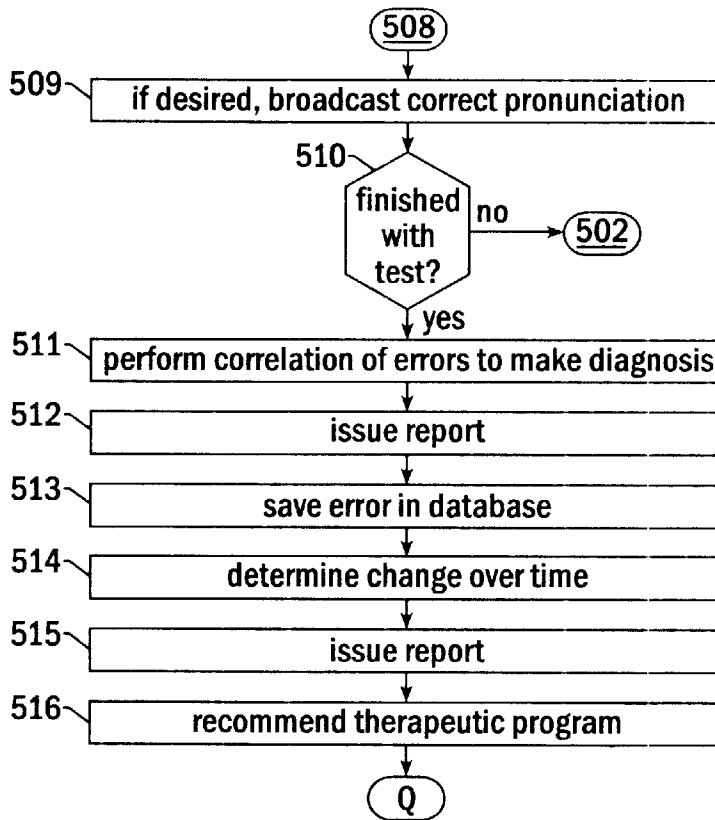 508
509
if desired, broadcast correct pronunciation
510
finished
with
test?
no
502
yes
511
perform correlation of errors to make diagnosis
512
issue report
513
save error in database
514
determine change over time
515
issue report
516
recommend therapeutic program
Q